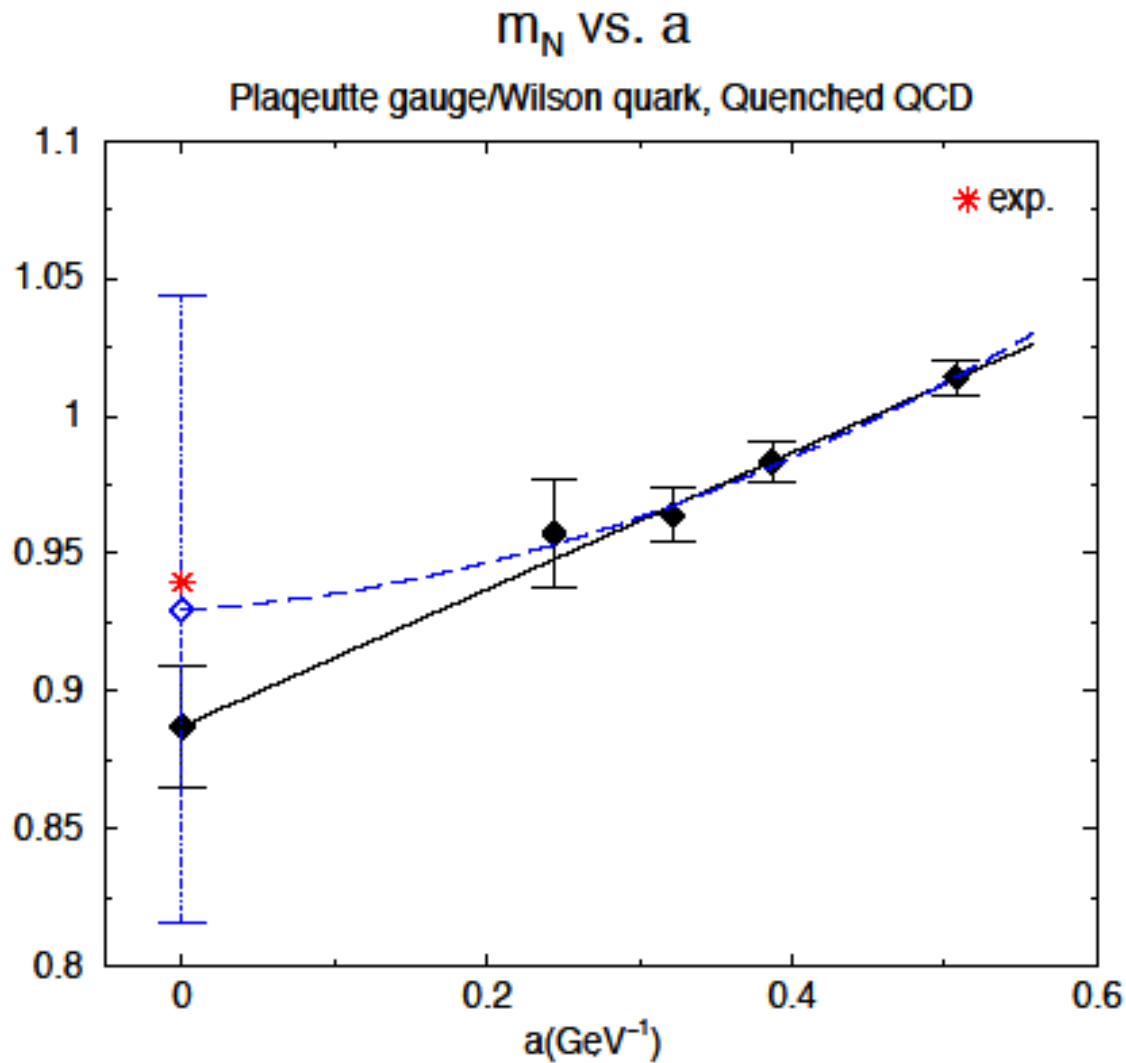 m_N vs. a
Plaqeutte gauge/Wilson quark, Quenched QCD
1.1
exp.
1.05
1
0.95
0.9
0.85
0.8
0
0.2
0.4
0.6
a(GeV⁻¹)